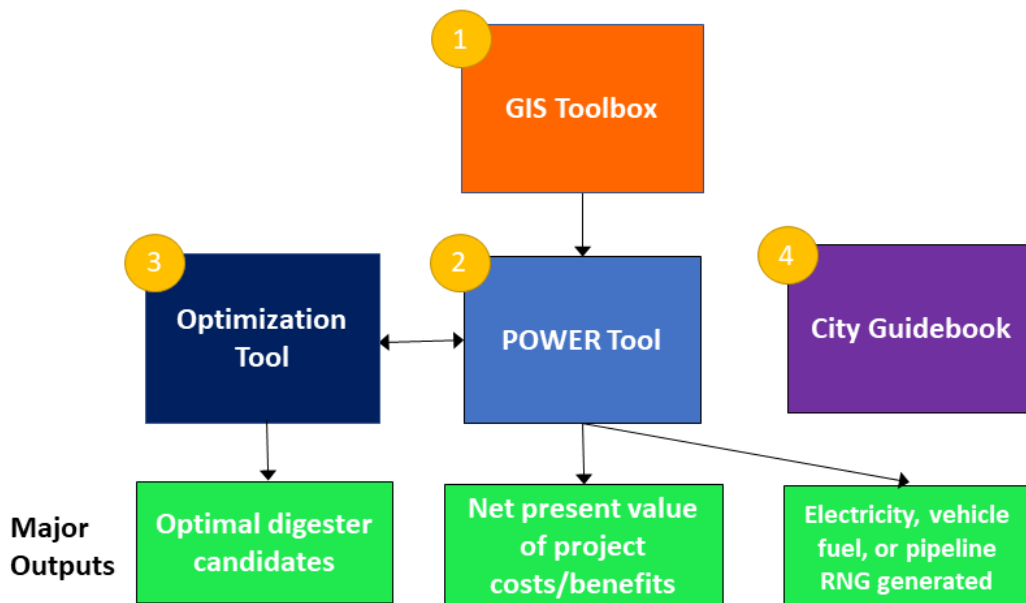 1
GIS Toolbox
3
Optimization
Tool
2
POWER Tool
4
City Guidebook
Major
Outputs
Optimal digester
candidates
Net present value
of project
costs/benefits
Electricity, vehicle
fuel, or pipeline
RNG generated